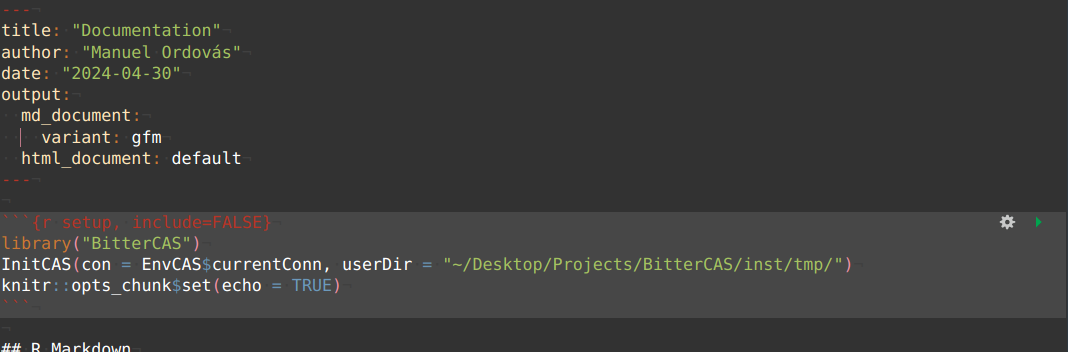 ---
title: "Documentation"
author: "Manuel Ordovás"
date: "2024-04-30"
output:
  md_document:
    variant: gfm
  html_document: default
---

```{r setup, include=FALSE}
library("BitterCAS")
InitCAS(con = EnvCAS$currentConn, userDir = "~/Desktop/Projects/BitterCAS/inst/tmp/")
knitr::opts_chunk$set(echo = TRUE)
```

## R Markdown